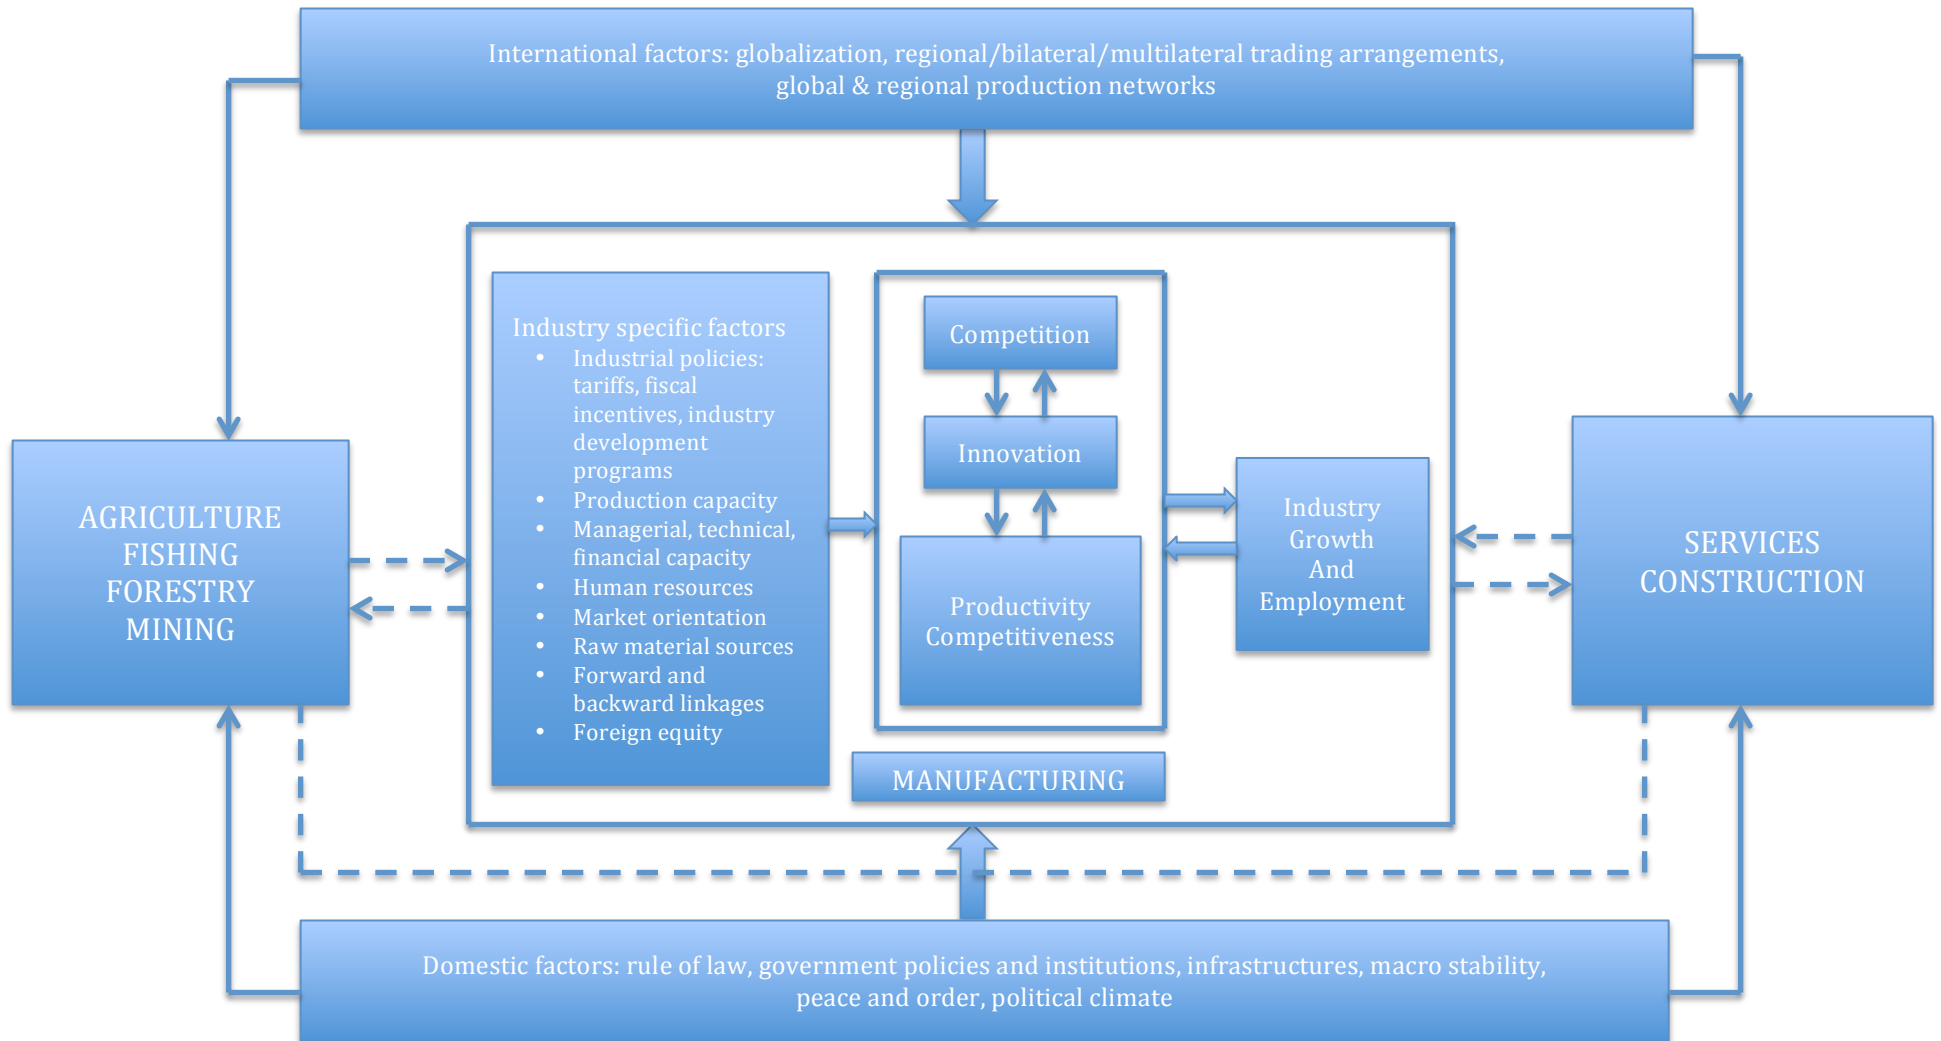 International factors: globalization, regional/bilateral/multilateral trading arrangements,
global & regional production networks
Industry specific factors
• Industrial policies:
tariffs, fiscal
incentives, industry
development
programs
• Production capacity
• Managerial, technical,
financial capacity
• Human resources
• Market orientation
• Raw material sources
• Forward and
backward linkages
• Foreign equity
Competition
Innovation
Productivity
Competitiveness
MANUFACTURING
Industry
Growth
And
Employment
AGRICULTURE
FISHING
FORESTRY
MINING
SERVICES
CONSTRUCTION
Domestic factors: rule of law, government policies and institutions, infrastructures, macro stability,
peace and order, political climate